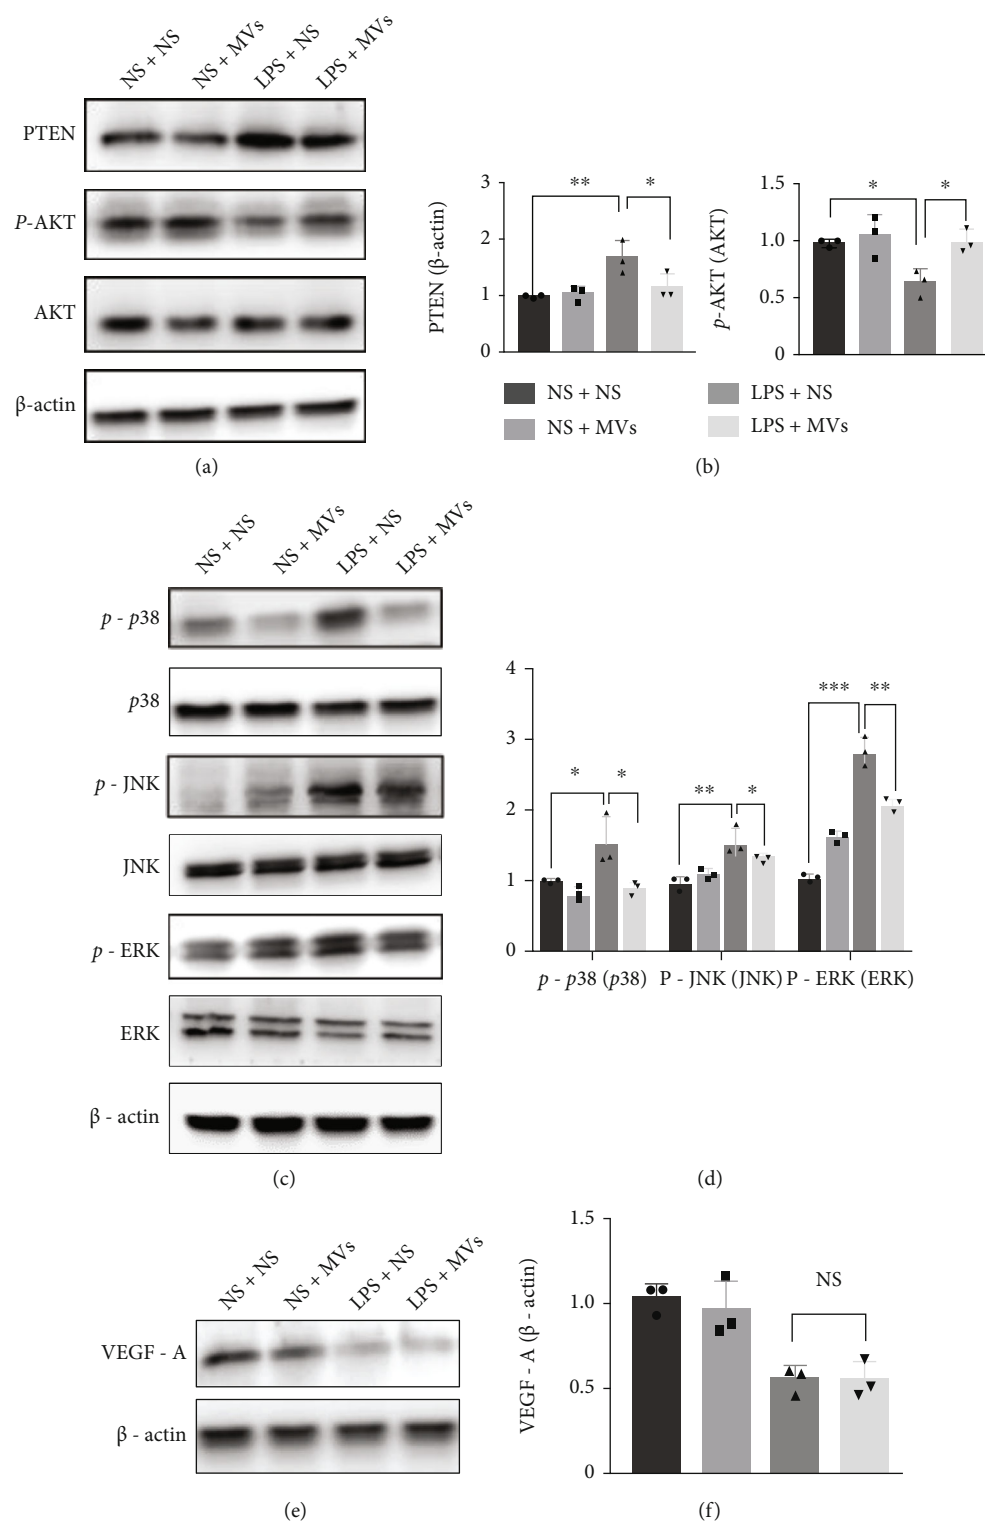 NS + NS
NS + MVs
LPS + NS
LPS + MVs
PTEN
P-AKT
AKT
β-actin
(a)
PTEN (β-actin)
3
2
1
0
**
*
p-AKT (AKT)
1.5
1.0
0.5
0
*
*
NS + NS
LPS + NS
NS + MVs
LPS + MVs
(b)
NS + NS
NS + MVs
LPS + NS
LPS + MVs
p - p38
p38
p - JNK
JNK
p - ERK
ERK
β - actin
(c)
4
3
2
1
0
*
*
**
*
***
**
p - p38 (p38)
P - JNK (JNK)
P - ERK (ERK)
(d)
NS + NS
NS + MVs
LPS + NS
LPS + MVs
VEGF - A
β - actin
(e)
VEGF - A (β - actin)
1.5
1.0
0.5
0
NS
(f)